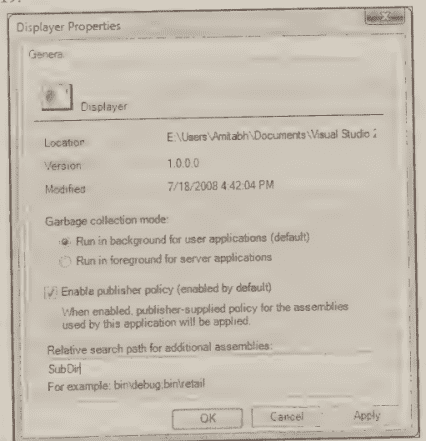 19.
Displayer Properties
General
Displayer
Location: E:\Users\Amitabh\Documents\Visual Studio 2
Version: 1.0.0.0
Modified: 7/18/2008 4:42:04 PM
Garbage collection mode:
Run in background for user applications (default)
Run in foreground for server applications
Enable publisher policy (enabled by default)
When enabled, publisher-supplied policy for the assemblies
used by this application will be applied.
Relative search path for additional assemblies:
SubDir
For example: bin\debug;bin\retail
OK Cancel Apply